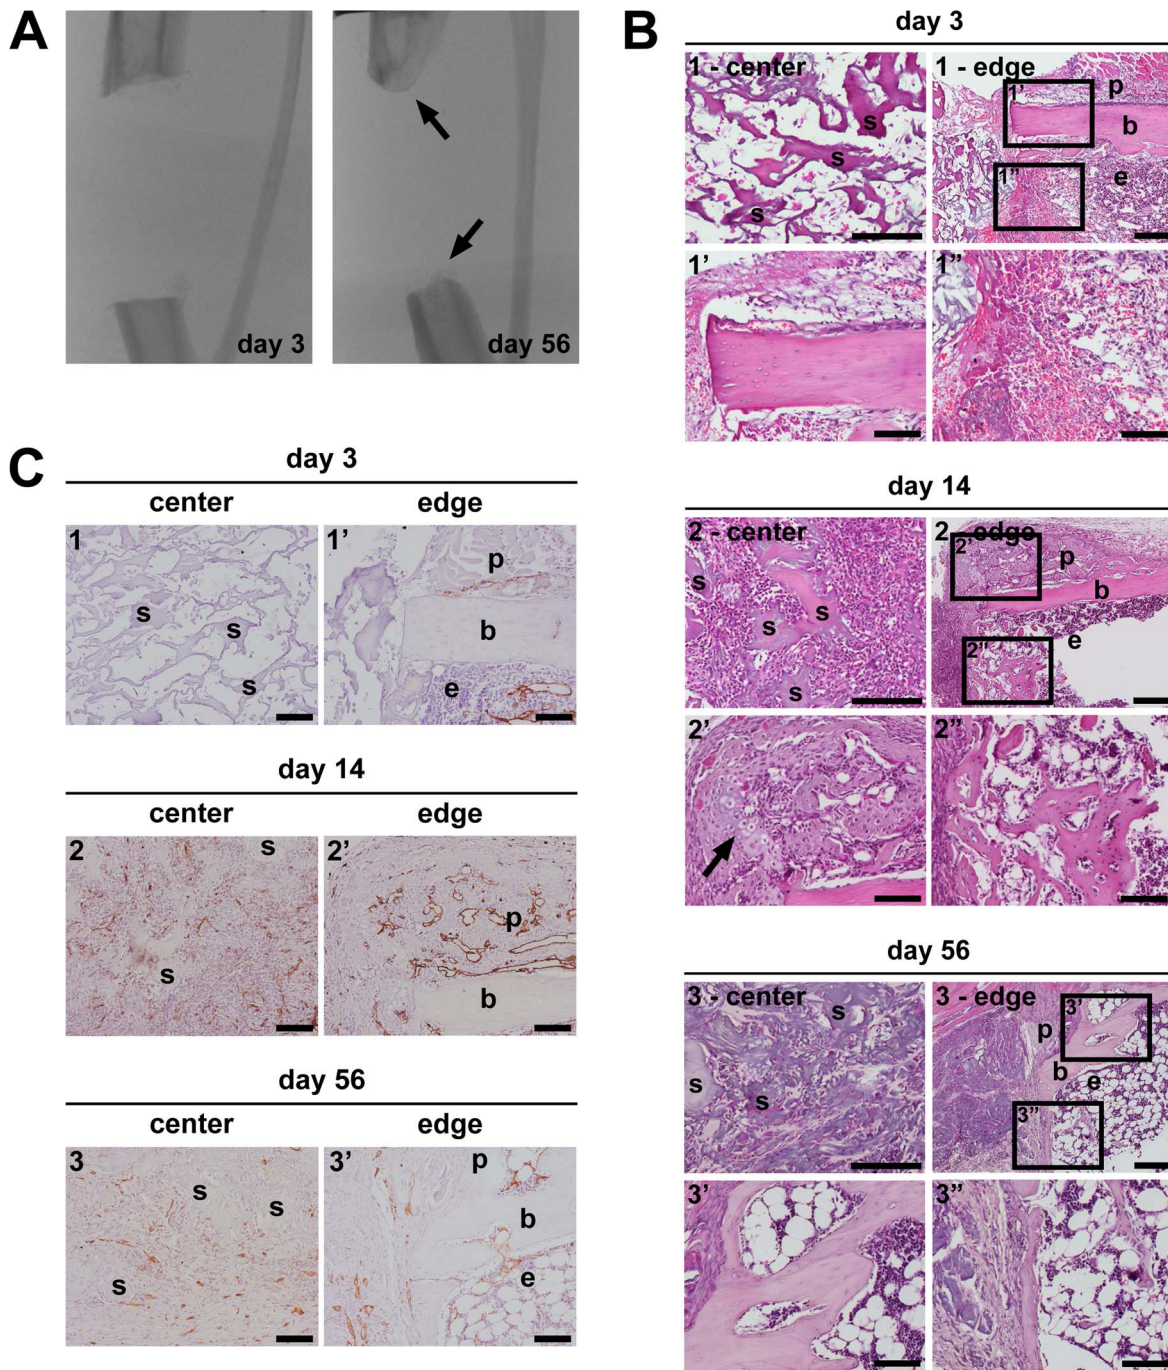 A
day 3
day 56
B
day 3
1 - center
s
s
s
1 - edge
1'
p
b
1”
e
1'
1”
day 14
2 - center
s
s
s
s
2 - edge
2'
p
b
e
2”
2'
2”
day 56
3 - center
s
s
s
3 - edge
3'
p
b
e
3”
3'
3”
C
day 3
center
edge
1
s
s
s
1'
p
b
e
day 14
center
edge
2
s
s
2'
p
b
day 56
center
edge
3
s
s
s
3'
p
b
e